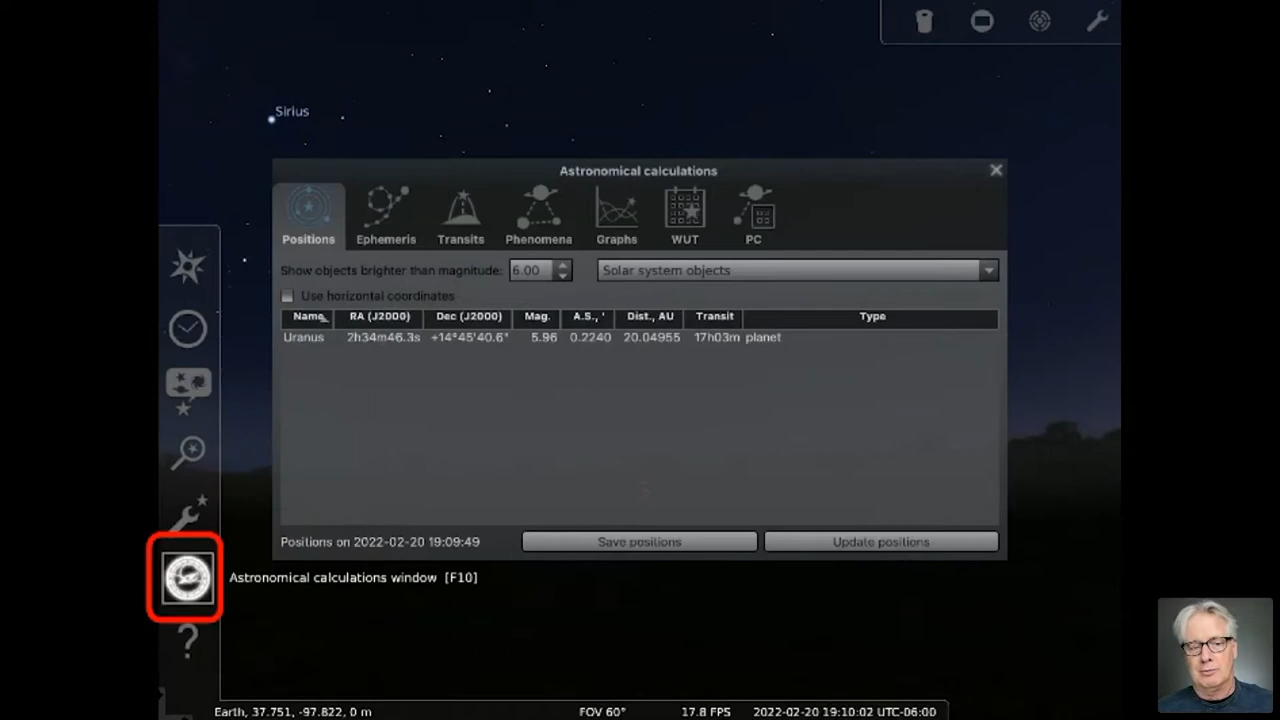 Sirius
Astronomical calculations
Positions Ephemeris Transits Phenomena Graphs WUT PC
Show objects brighter than magnitude: 6.00 Solar system objects
Use horizontal coordinates
Name RA (J2000) Dec (J2000) Mag. A.S., ' Dist., AU Transit Type
Uranus 2h34m46.3s +14°45'40.6" 5.96 0.2240 20.04955 17h03m planet
Positions on 2022-02-20 19:09:49 Save positions Update positions
Astronomical calculations window [F10]
?
Earth, 37.751, -97.822, 0 m FOV 60° 17.8 FPS 2022-02-20 19:10:02 UTC-06:00